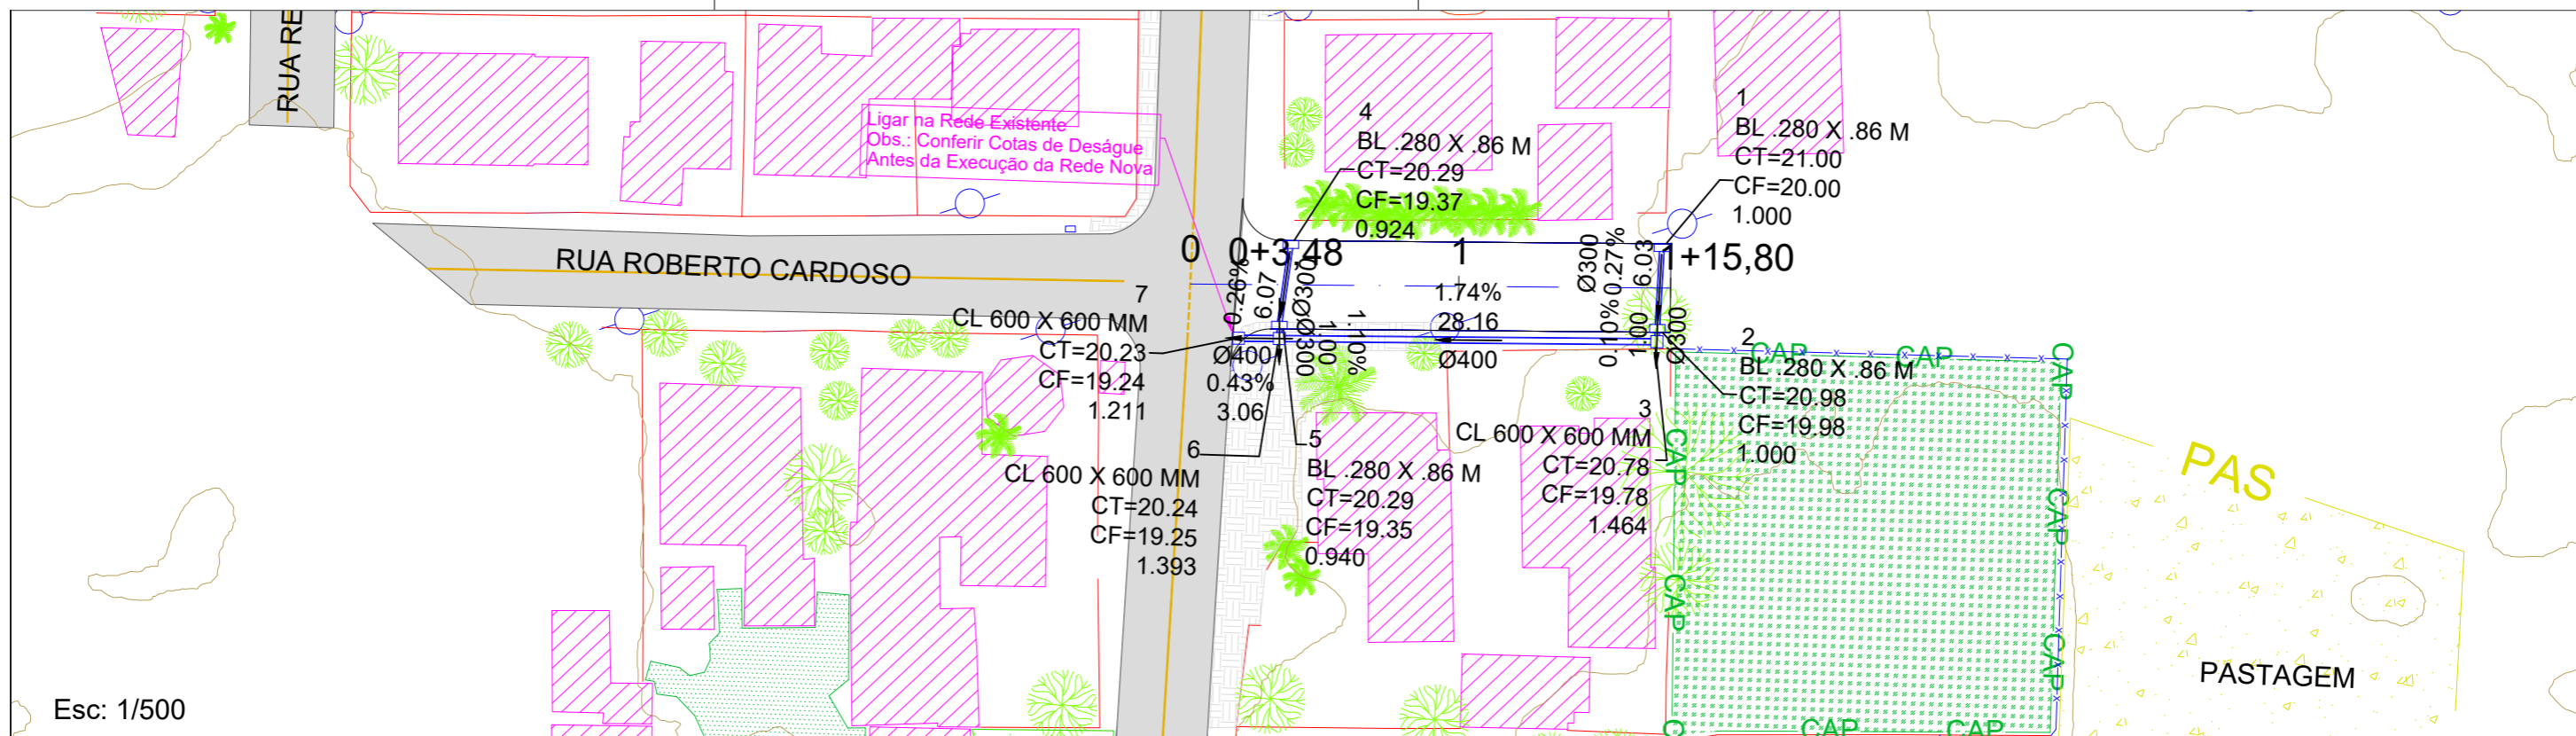 RUA RE
Ligar na Rede Existente
Obs.: Conferir Cotas de Deságue
Antes da Execução da Rede Nova
4
BL .280 X .86 M
CT=20.29
CF=19.37
0.924
1
BL .280 X .86 M
CT=21.00
CF=20.00
1.000
RUA ROBERTO CARDOSO
0
0+3,48
1
1+15,80
0.26%
6.07
Ø300
Ø300
1.00
1.10%
1.74%
28.16
Ø400
Ø300
0.27%
6.03
0.10%
1.00
Ø300
7
CL 600 X 600 MM
CT=20.23
CF=19.24
1.211
Ø400
0.43%
3.06
2
BL .280 X .86 M
CT=20.98
CF=19.98
1.000
3
CL 600 X 600 MM
CT=20.78
CF=19.78
1.464
6
CL 600 X 600 MM
CT=20.24
CF=19.25
1.393
5
BL .280 X .86 M
CT=20.29
CF=19.35
0.940
CAP
CAP
CAP
CAP
CAP
CAP
CAP
CAP
CAP
PAS
PASTAGEM
Esc: 1/500